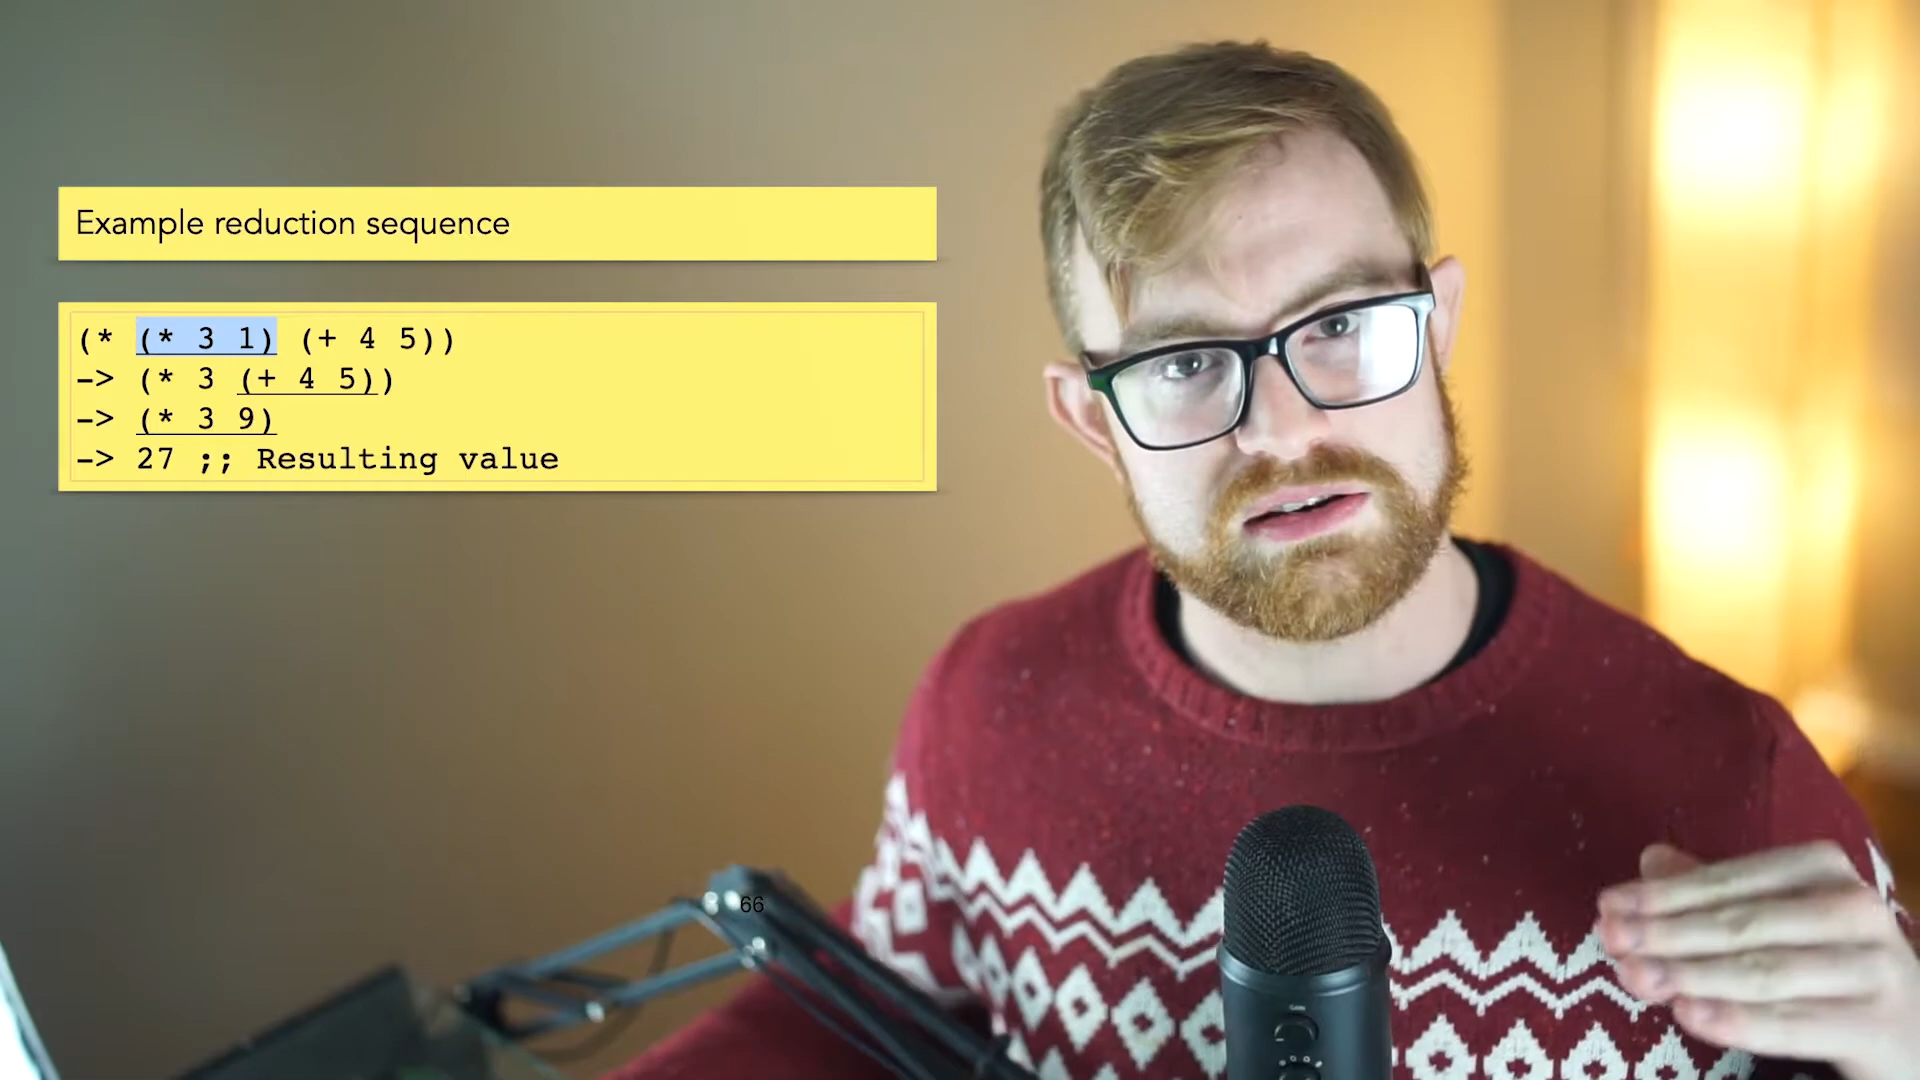 Example reduction sequence
(* (* 3 1) (+ 4 5))
-> (* 3 (+ 4 5))
-> (* 3 9)
-> 27 ;; Resulting value
66